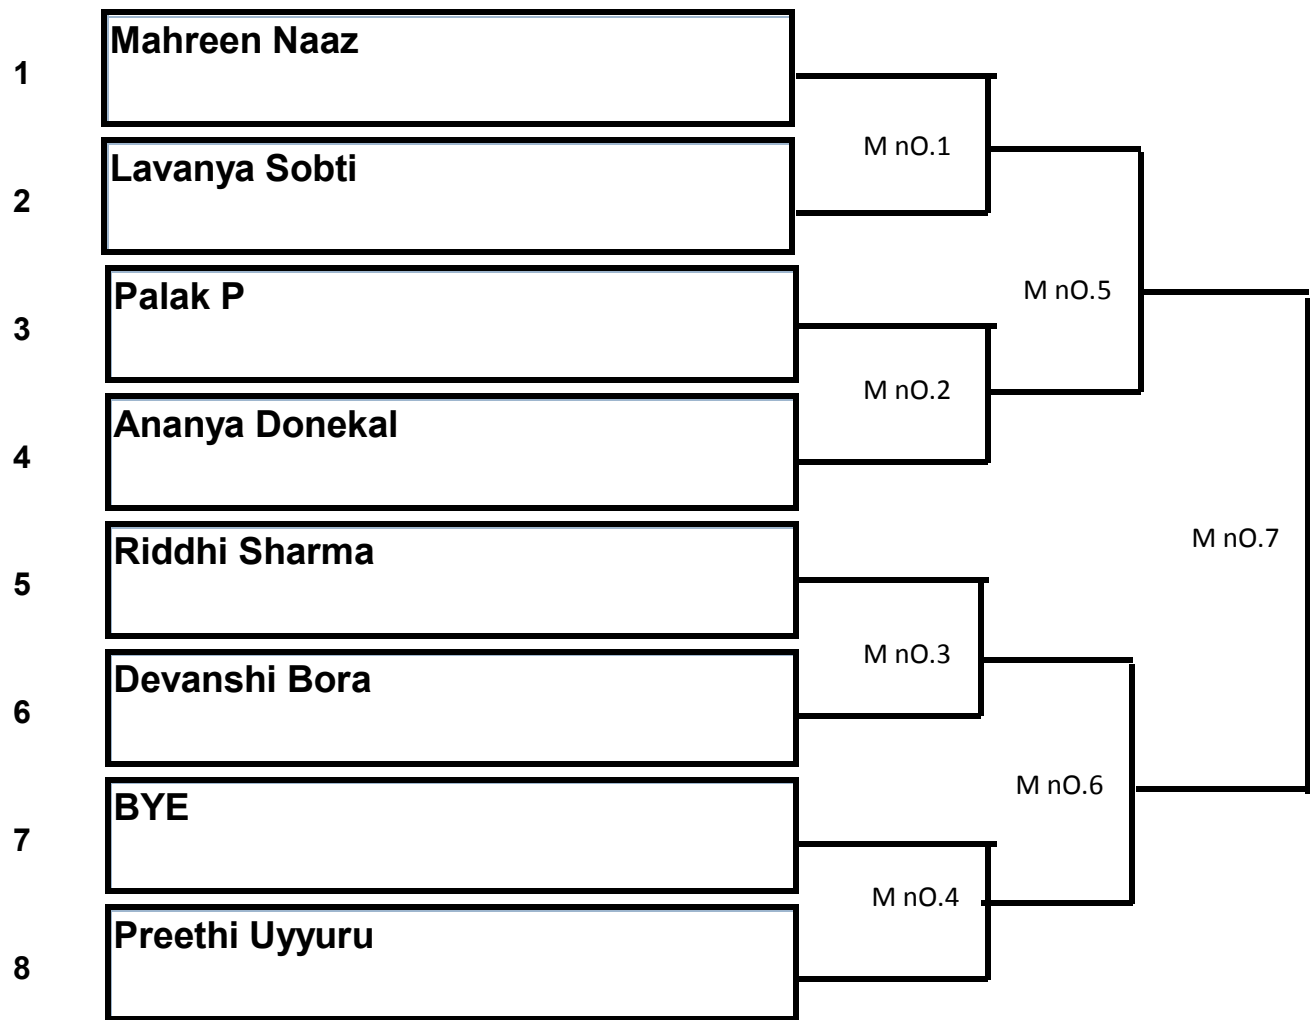 1
Mahreen Naaz
M nO.1
2
Lavanya Sobti
M nO.5
3
Palak P
M nO.2
4
Ananya Donekal
M nO.7
5
Riddhi Sharma
M nO.3
6
Devanshi Bora
M nO.6
7
BYE
M nO.4
8
Preethi Uyyuru